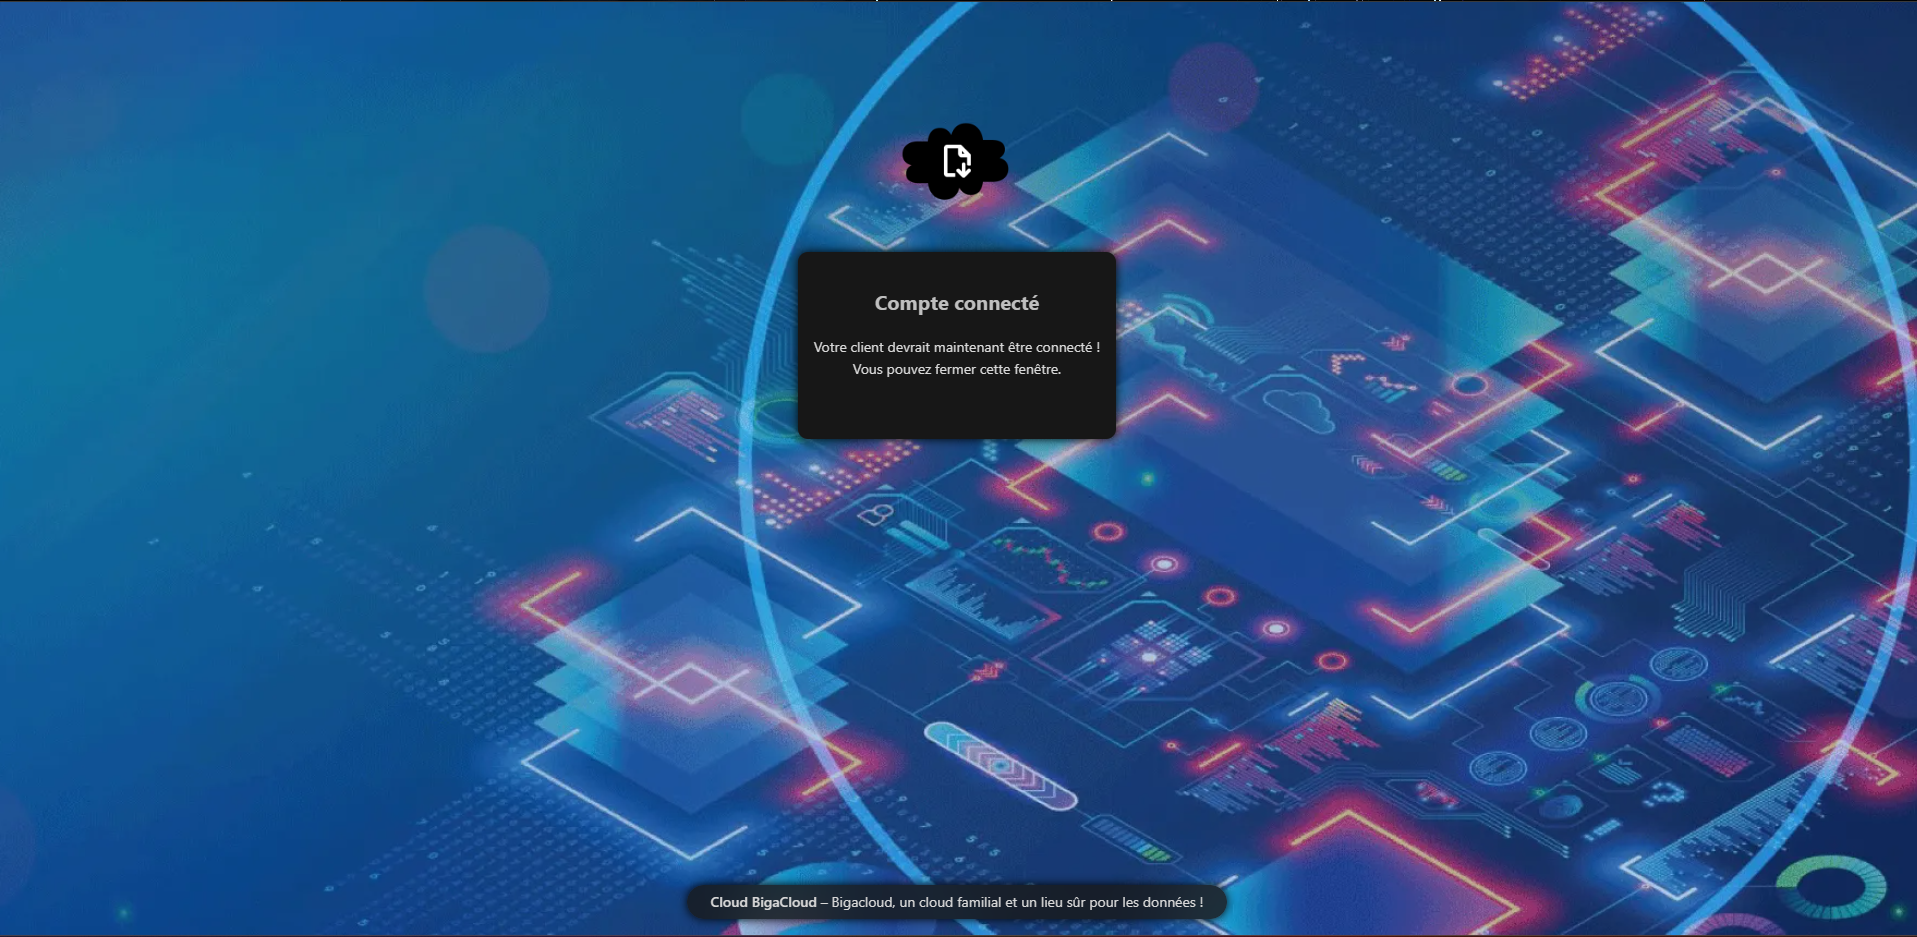 Compte connecté
Votre client devrait maintenant être connecté !
Vous pouvez fermer cette fenêtre.
Cloud BigaCloud – Bigacloud, un cloud familial et un lieu sûr pour les données !